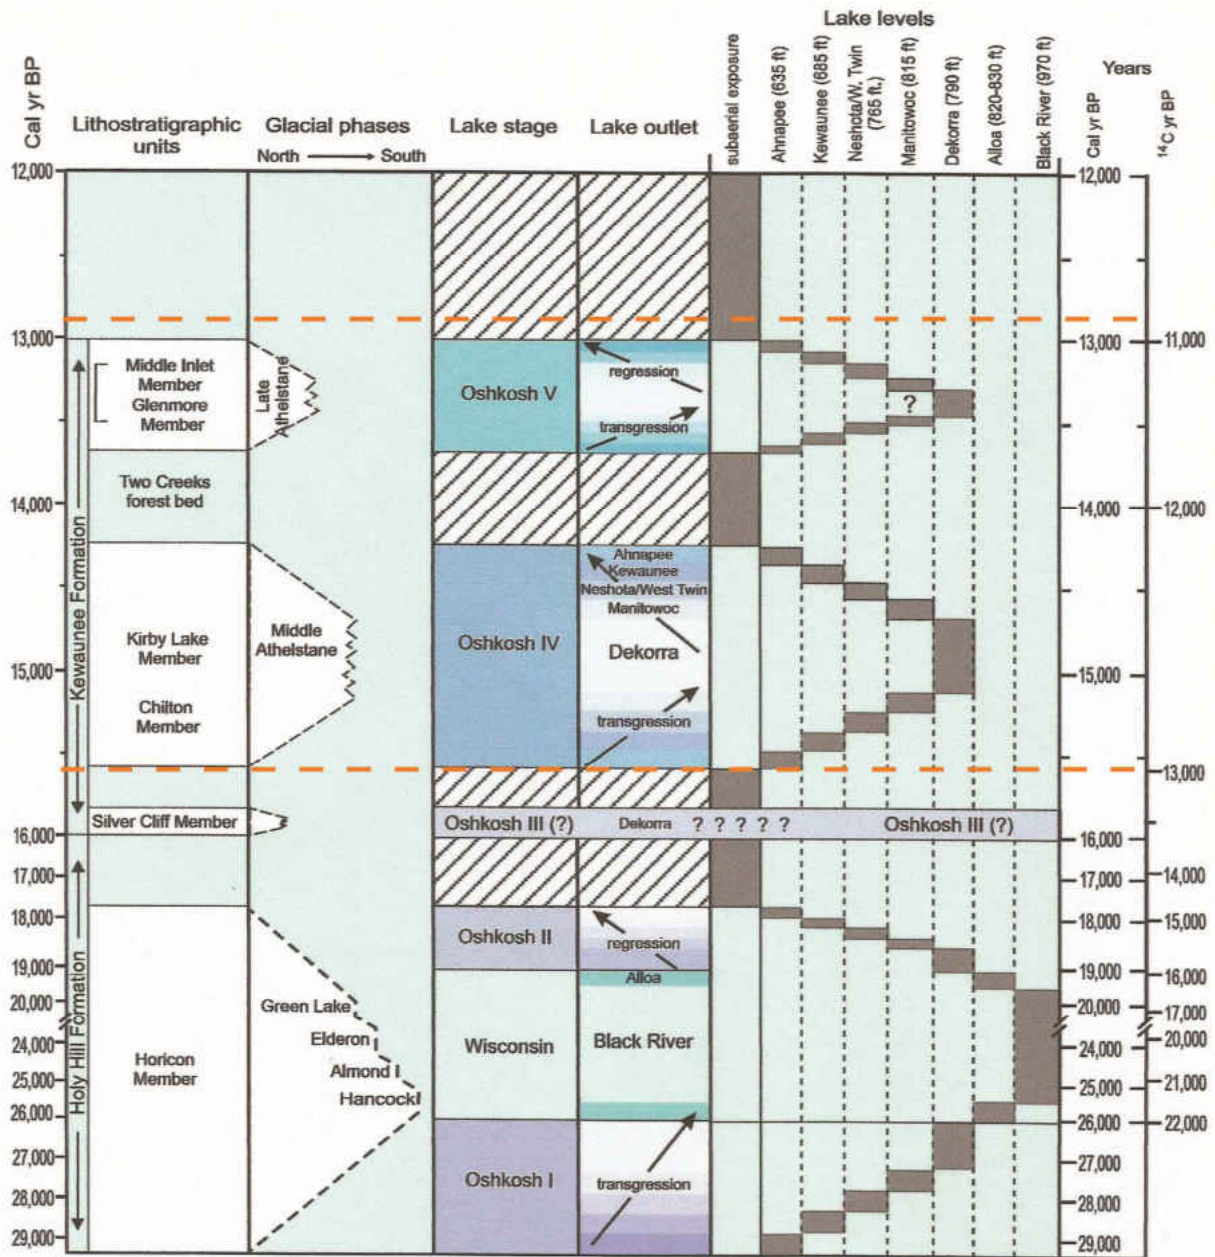 Lake levels
Cal yr BP
Lithostratigraphic
units
Glacial phases
North
South
Lake stage
Lake outlet
subaerial exposure
Ahnapee (635 ft)
Kewaunee (685 ft)
Neshota/W. Twin
(765 ft.)
Manitowoc (815 ft)
Dekorra (790 ft)
Alloa (820-830 ft)
Black River (970 ft)
Years
Cal yr BP
14C yr BP
12,000
13,000
14,000
15,000
16,000
17,000
18,000
19,000
20,000
24,000
25,000
26,000
27,000
28,000
29,000
Kewaunee Formation
Holy Hill Formation
Middle Inlet
Member
Glenmore
Member
Two Creeks
forest bed
Kirby Lake
Member
Chilton
Member
Silver Cliff Member
Horicon
Member
Late
Athelstane
Middle
Athelstane
Green Lake
Elderon
Almond I
Hancock
Oshkosh V
Oshkosh IV
Oshkosh III (?)
Oshkosh II
Wisconsin
Oshkosh I
regression
transgression
Ahnapee
Kewaunee
Neshota/West Twin
Manitowoc
Dekorra
transgression
Dekorra ? ? ? ? ?
Oshkosh III (?)
regression
Alloa
Black River
transgression
?
12,000
13,000
14,000
15,000
16,000
17,000
18,000
19,000
20,000
24,000
25,000
26,000
27,000
28,000
29,000
11,000
12,000
13,000
14,000
15,000
16,000
17,000
20,000
21,000
22,000